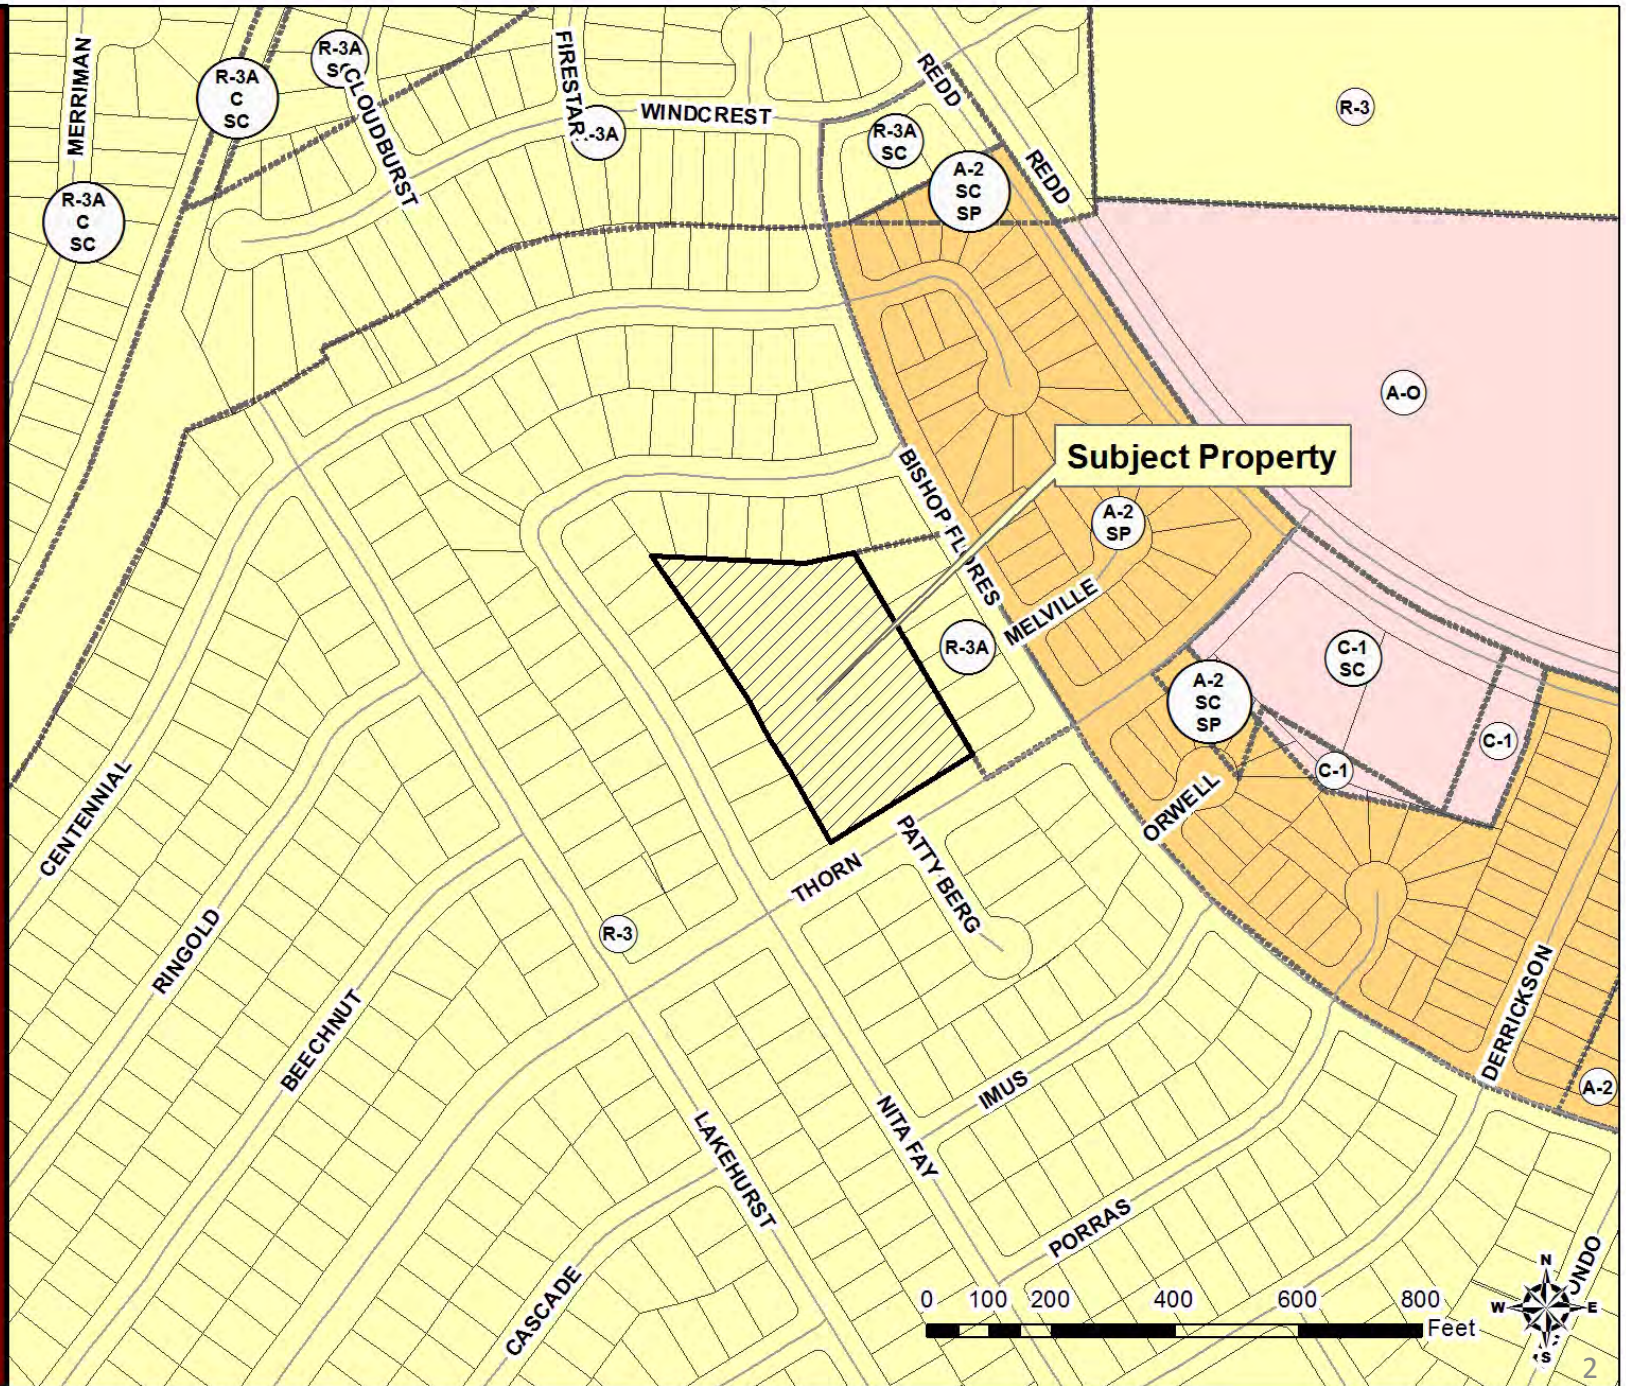 MERRIMAN
R-3A
C
SC
R-3A
CLOUDBURST
FIRESTAR
WINDCREST
REDD
R-3A
SC
A-2
SC
SP
REDD
R-3
R-3A
C
SC
A-O
Subject Property
BISHOP FLORES
A-2
SP
MELVILLE
R-3A
C-1
SC
A-2
SC
SP
C-1
C-1
ORWELL
CENTENNIAL
THORN
PATTY BERG
R-3
RINGOLD
BEECHNUT
DERRICKSON
IMUS
A-2
NITA FAY
LAKEHURST
PORRAS
CASCADE
0 100 200 400 600 800
Feet
N
W E
S
2